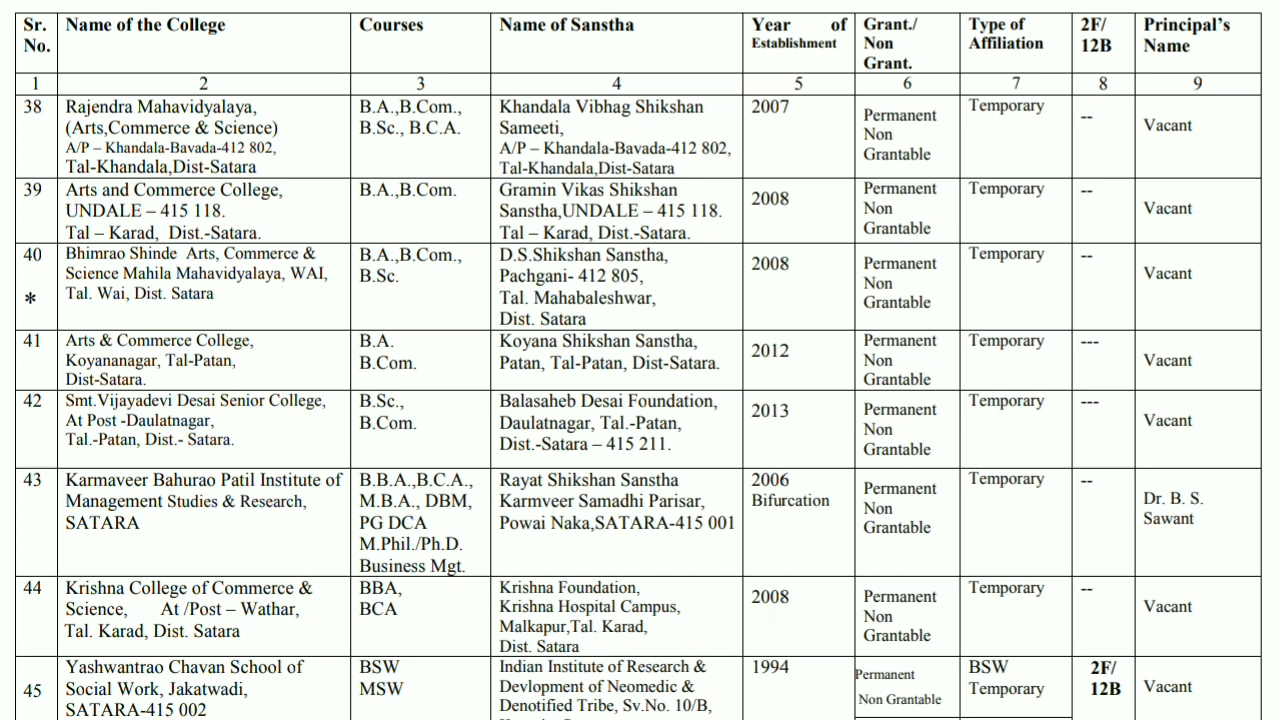 Sr. No. Name of the College Courses Name of Sanstha Year of Establishment Grant./ Non Grant. Type of Affiliation 2F/ 12B Principal's Name
1 2 3 4 5 6 7 8 9
38
Rajendra Mahavidyalaya,
(Arts,Commerce & Science)
A/P – Khandala-Bavada-412 802,
Tal-Khandala,Dist-Satara
B.A.,B.Com.,
B.Sc., B.C.A.
Khandala Vibhag Shikshan
Sameeti,
A/P – Khandala-Bavada-412 802,
Tal-Khandala,Dist-Satara
2007
Permanent
Non
Grantable
Temporary
--
Vacant
39
Arts and Commerce College,
UNDALE – 415 118.
Tal – Karad, Dist.-Satara.
B.A.,B.Com.
Gramin Vikas Shikshan
Sanstha,UNDALE – 415 118.
Tal – Karad, Dist.-Satara.
2008
Permanent
Non
Grantable
Temporary
--
Vacant
40
*
Bhimrao Shinde Arts, Commerce &
Science Mahila Mahavidyalaya, WAI,
Tal. Wai, Dist. Satara
B.A.,B.Com.,
B.Sc.
D.S.Shikshan Sanstha,
Pachgani- 412 805,
Tal. Mahabaleshwar,
Dist. Satara
2008
Permanent
Non
Grantable
Temporary
--
Vacant
41
Arts & Commerce College,
Koyananagar, Tal-Patan,
Dist-Satara.
B.A.
B.Com.
Koyana Shikshan Sanstha,
Patan, Tal-Patan, Dist-Satara.
2012
Permanent
Non
Grantable
Temporary
---
Vacant
42
Smt.Vijayadevi Desai Senior College,
At Post -Daulatnagar,
Tal.-Patan, Dist.- Satara.
B.Sc.,
B.Com.
Balasaheb Desai Foundation,
Daulatnagar, Tal.-Patan,
Dist.-Satara – 415 211.
2013
Permanent
Non
Grantable
Temporary
---
Vacant
43
Karmaveer Bahurao Patil Institute of
Management Studies & Research,
SATARA
B.B.A.,B.C.A.,
M.B.A., DBM,
PG DCA
M.Phil./Ph.D.
Business Mgt.
Rayat Shikshan Sanstha
Karmveer Samadhi Parisar,
Powai Naka,SATARA-415 001
2006
Bifurcation
Permanent
Non
Grantable
Temporary
--
Dr. B. S.
Sawant
44
Krishna College of Commerce &
Science, At /Post – Wathar,
Tal. Karad, Dist. Satara
BBA,
BCA
Krishna Foundation,
Krishna Hospital Campus,
Malkapur,Tal. Karad,
Dist. Satara
2008
Permanent
Non
Grantable
Temporary
--
Vacant
45
Yashwantrao Chavan School of
Social Work, Jakatwadi,
SATARA-415 002
BSW
MSW
Indian Institute of Research &
Devlopment of Neomedic &
Denotified Tribe, Sv.No. 10/B,
1994
Permanent
Non Grantable
BSW
Temporary
2F/
12B
Vacant